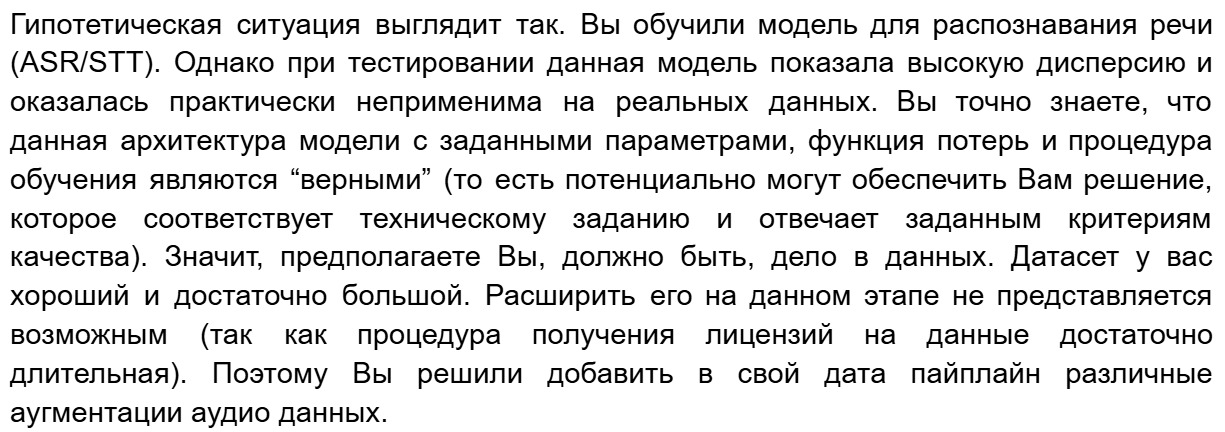 Гипотетическая ситуация выглядит так. Вы обучили модель для распознавания речи
(ASR/STT). Однако при тестировании данная модель показала высокую дисперсию и
оказалась практически неприменима на реальных данных. Вы точно знаете, что
данная архитектура модели с заданными параметрами, функция потерь и процедура
обучения являются “верными” (то есть потенциально могут обеспечить Вам решение,
которое соответствует техническому заданию и отвечает заданным критериям
качества). Значит, предполагаете Вы, должно быть, дело в данных. Датасет у вас
хороший и достаточно большой. Расширить его на данном этапе не представляется
возможным (так как процедура получения лицензий на данные достаточно
длительная). Поэтому Вы решили добавить в свой дата пайплайн различные
аугментации аудио данных.